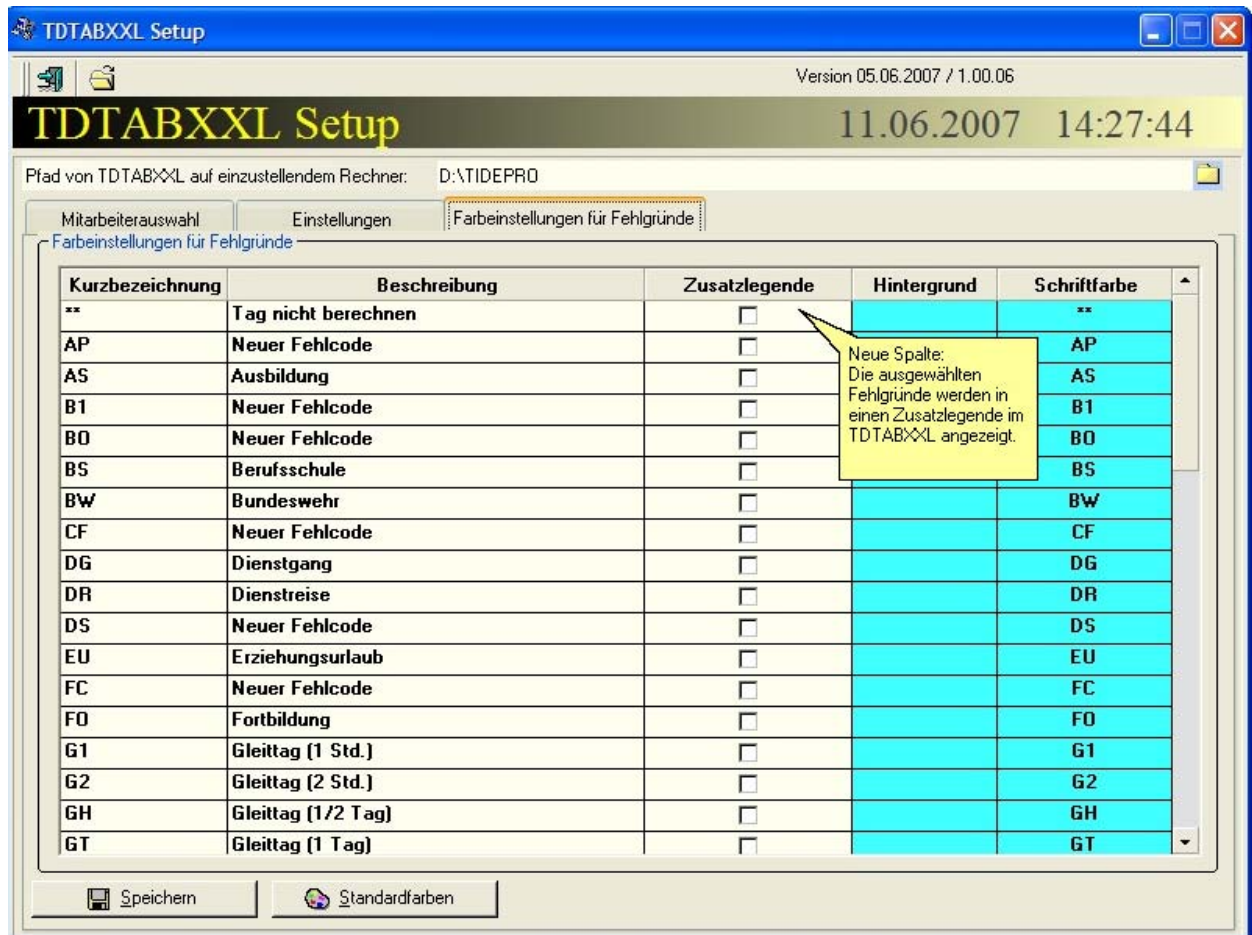 TDTABXXL Setup
Version 05.06.2007 / 1.00.06
TDTABXXL Setup 11.06.2007 14:27:44
Pfad von TDTABXXL auf einzustellendem Rechner: D:\TIDEPRO
Mitarbeiterauswahl Einstellungen Farbeinstellungen für Fehlgründe
Farbeinstellungen für Fehlgründe
Kurzbezeichnung Beschreibung Zusatzlegende Hintergrund Schriftfarbe
** Tag nicht berechnen **
AP Neuer Fehlcode AP
AS Ausbildung AS
B1 Neuer Fehlcode B1
BO Neuer Fehlcode BO
BS Berufsschule BS
BW Bundeswehr BW
CF Neuer Fehlcode CF
DG Dienstgang DG
DR Dienstreise DR
DS Neuer Fehlcode DS
EU Erziehungsurlaub EU
FC Neuer Fehlcode FC
FO Fortbildung FO
G1 Gleittag (1 Std.) G1
G2 Gleittag (2 Std.) G2
GH Gleittag (1/2 Tag) GH
GT Gleittag (1 Tag) GT
Neue Spalte:
Die ausgewählten
Fehlgründe werden in
einen Zusatzlegende im
TDTABXXL angezeigt.
Speichern Standardfarben